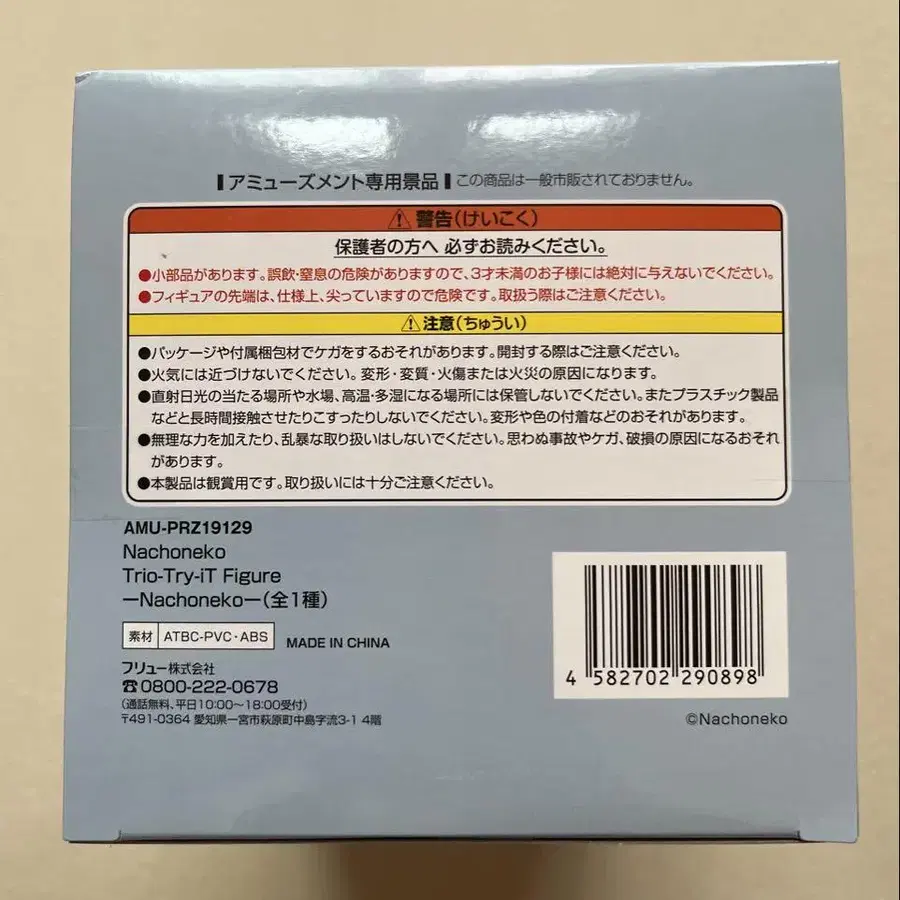 ┃アミューズメント専用景品┃この商品は一般市販されておりません。
⚠警告(けいこく)
保護者の方へ 必ずお読みください。
●小部品があります。誤飲・窒息の危険がありますので、3才未満のお子様には絶対に与えないでください。
●フィギュアの先端は、仕様上、尖っていますので危険です。取扱う際はご注意ください。
⚠注意(ちゅうい)
●パッケージや付属梱包材でケガをするおそれがあります。開封する際はご注意ください。
●火気には近づけないでください。変形・変質・火傷または火災の原因になります。
●直射日光の当たる場所や水場、高温・多湿になる場所には保管しないでください。またプラスチック製品
などと長時間接触させたりこすったりしないでください。変形や色の付着などのおそれがあります。
●無理な力を加えたり、乱暴な取り扱いはしないでください。思わぬ事故やケガ、破損の原因になるおそれ
があります。
●本製品は観賞用です。取り扱いには十分ご注意ください。
AMU-PRZ19129
Nachoneko
Trio-Try-iT Figure
―Nachoneko―(全1種)
素材 ATBC-PVC・ABS MADE IN CHINA
フリュー株式会社
☎0800-222-0678
(通話無料、平日10:00~18:00受付)
〒491-0364 愛知県一宮市萩原町中島字流3-1 4階
4 582702 290898
©Nachoneko